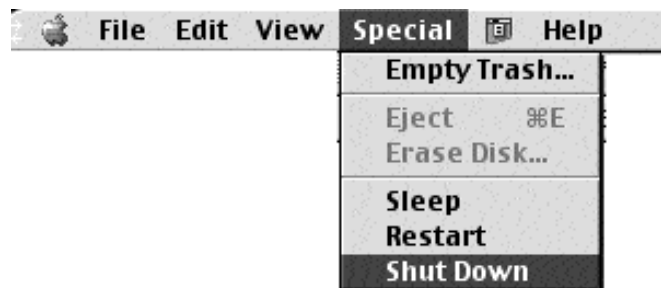 File Edit View Special Help
Empty Trash...
Eject ⌘E
Erase Disk...
Sleep
Restart
Shut Down